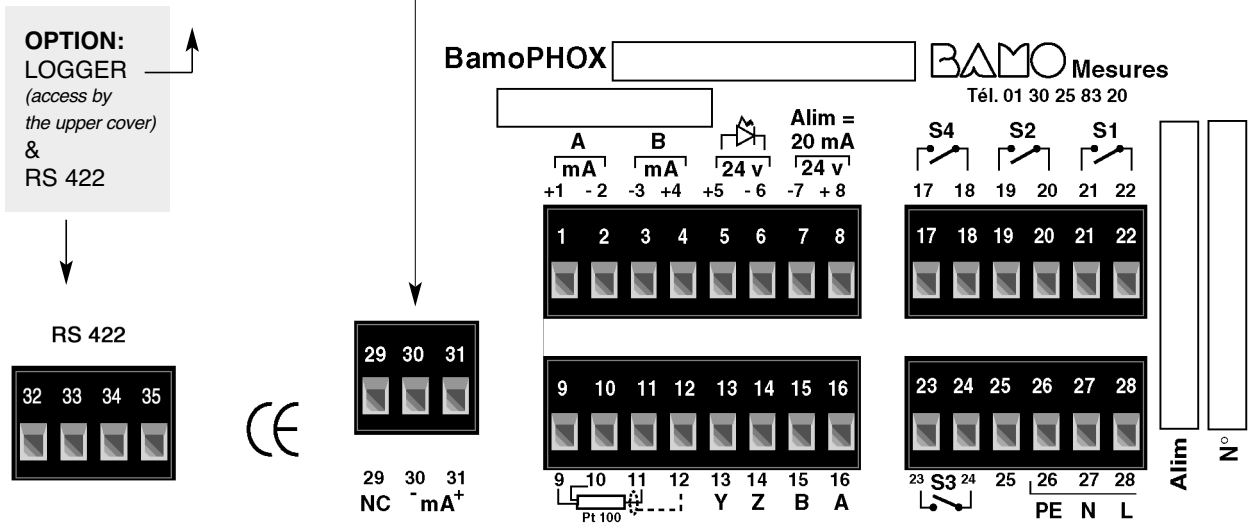 OPTION:
LOGGER
(access by
the upper cover)
&
RS 422
BamoPHOX
BAMO Mesures
Tél. 01 30 25 83 20
A B Alim =
20 mA
mA mA 24 v 24 v
+1 - 2 -3 +4 +5 - 6 -7 + 8
S4 S2 S1
17 18 19 20 21 22
1 2 3 4 5 6 7 8
17 18 19 20 21 22
RS 422
32 33 34 35
CE
29 30 31
29 30 31
NC - mA +
9 10 11 12 13 14 15 16
9 10 11 12 13 14 15 16
Pt 100
Y Z B A
23 24 25 26 27 28
23 S3 24 25 26 27 28
PE N L
Alim
N°